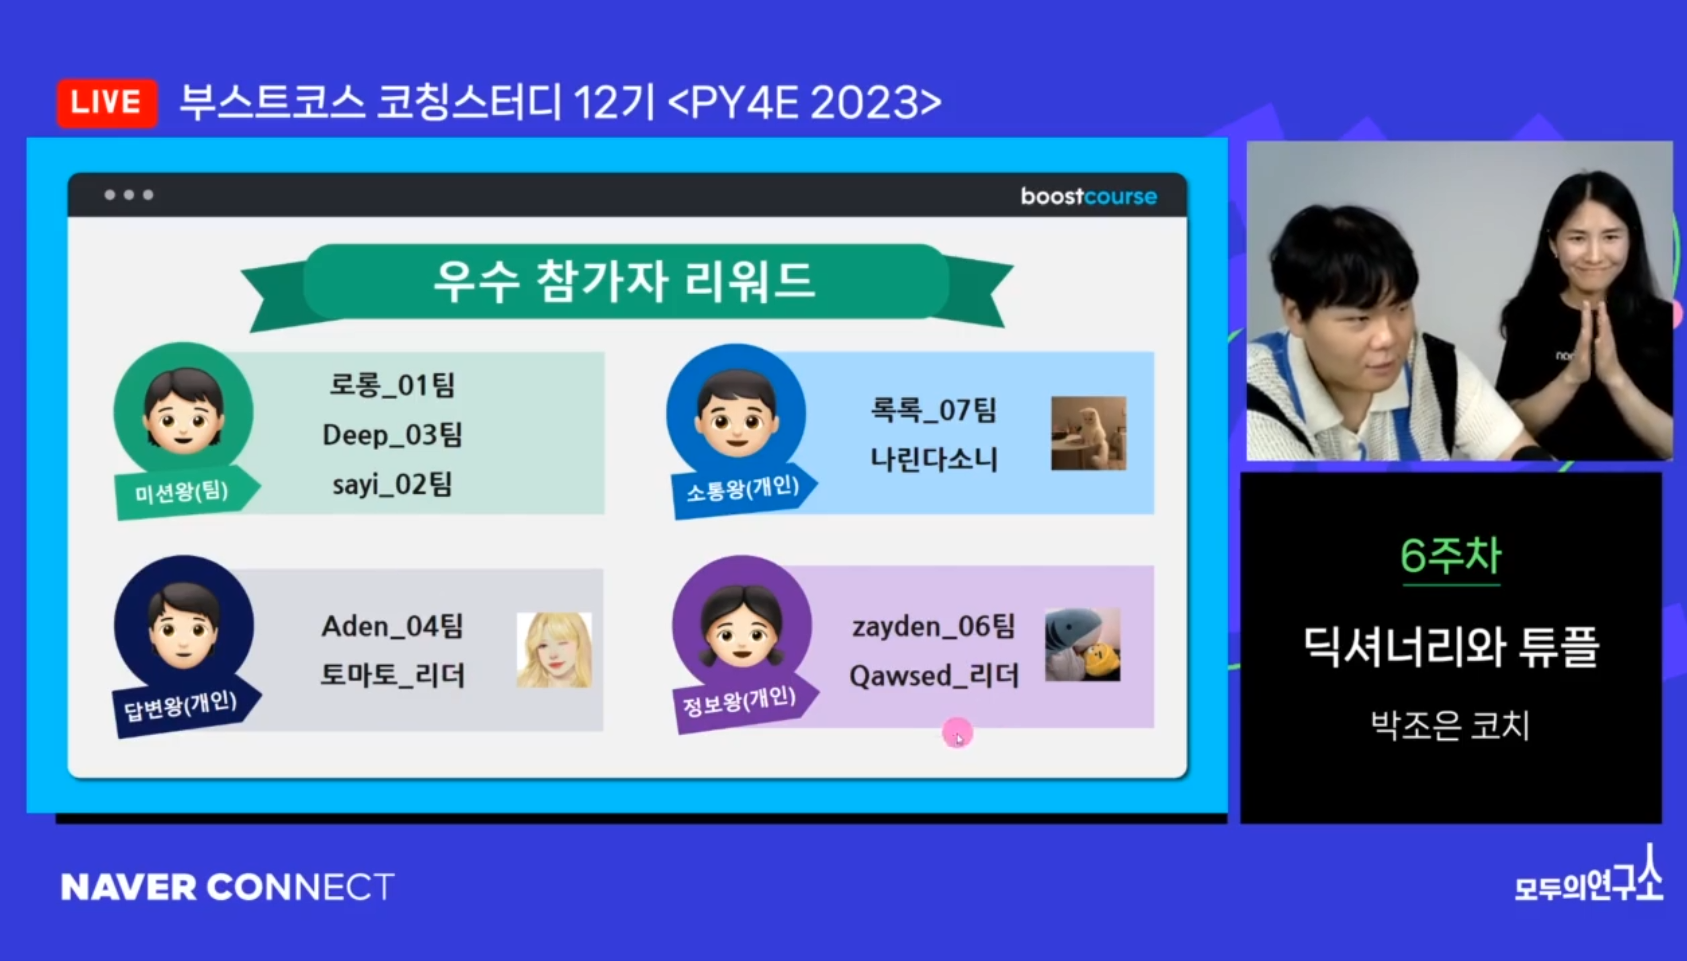 LIVE 부스트코스 코칭스터디 12기 <PY4E 2023>
boostcourse
우수 참가자 리워드
로롱_01팀
Deep_03팀
sayi_02팀
미션왕(팀)
록록_07팀
나린다소니
소통왕(개인)
Aden_04팀
토마토_리더
답변왕(개인)
zayden_06팀
Qawsed_리더
정보왕(개인)
6주차
딕셔너리와 튜플
박조은 코치
NAVER CONNECT
모두의연구소